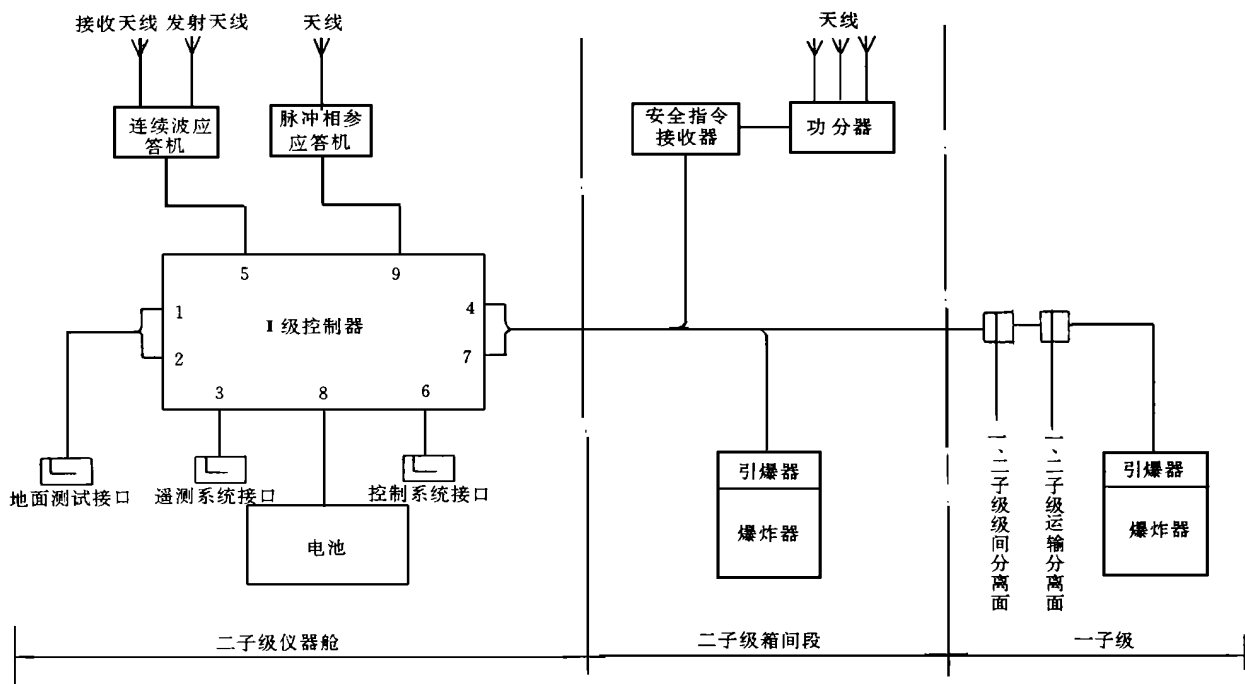 接收天线 发射天线
天线
天线
连续波应
答机
脉冲相参
应答机
安全指令
接收器
功分器
5
9
1
2
Ⅱ级控制器
4
7
3
8
6
地面测试接口
遥测系统接口
控制系统接口
电池
引爆器
爆炸器
一、二子级级间分离面
一、二子级运输分离面
引爆器
爆炸器
二子级仪器舱
二子级箱间段
一子级